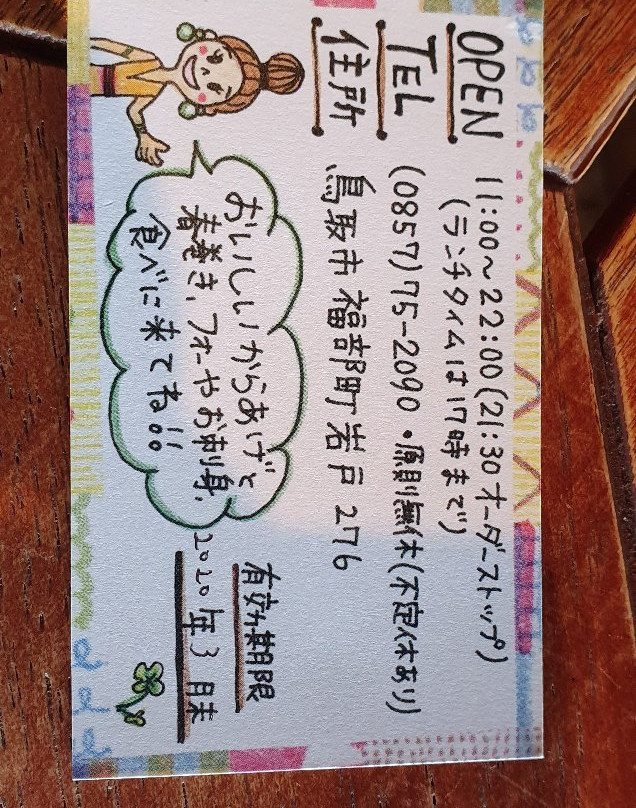 OPEN 11:00～22:00(21:30オーダーストップ)
(ランチタイムは17時まで)
TEL (0857)75-2090・原則無休(不定休あり)
住所 鳥取市福部町岩戸276
おいしいからあげと
春巻き、フォーやお刺身、
食べに来てね!!
有効期限
2020年3月末